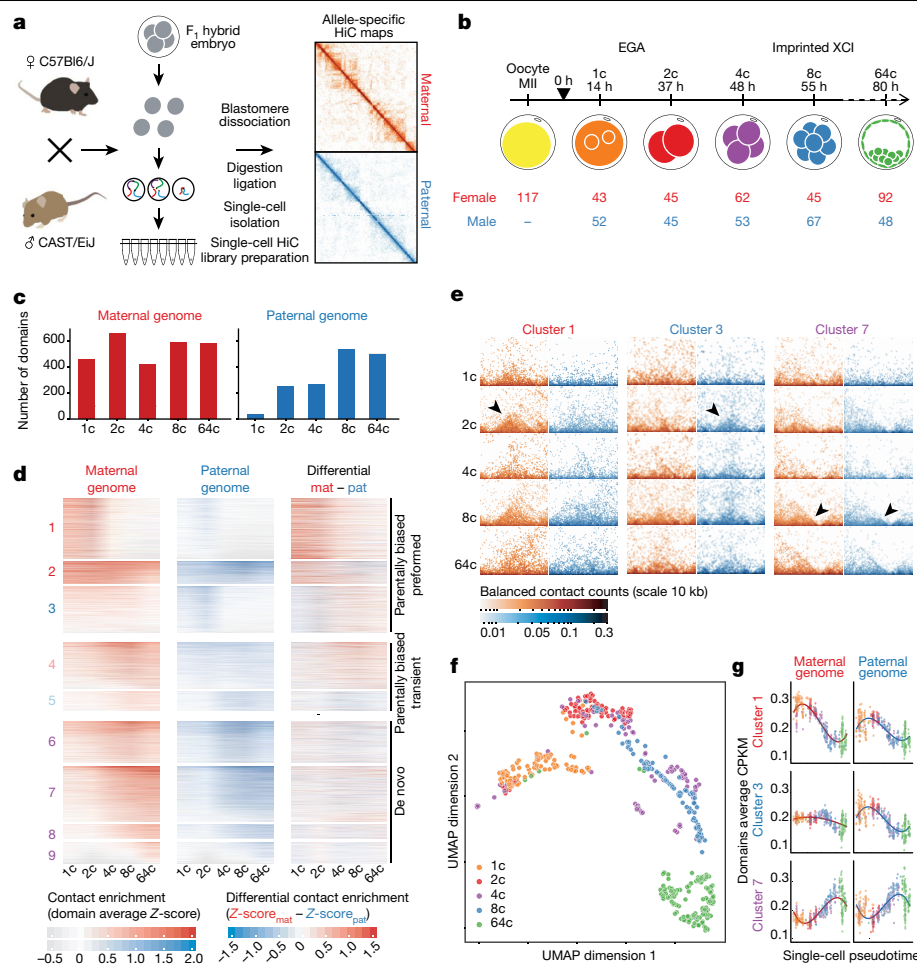 a
F1 hybrid
embryo
♀ C57Bl6/J
Blastomere
dissociation
Digestion
ligation
Single-cell
isolation
♂ CAST/EiJ
Single-cell HiC
library preparation
Allele-specific
HiC maps
Maternal
Paternal
b
EGA
Imprinted XCI
Oocyte
MII
0 h
1c
14 h
2c
37 h
4c
48 h
8c
55 h
64c
80 h
Female 117 43 45 62 45 92
Male – 52 45 53 67 48
c
Maternal genome
Paternal genome
Number of domains
600
400
200
0
1c 2c 4c 8c 64c
1c 2c 4c 8c 64c
d
Maternal
genome
Paternal
genome
Differential
mat – pat
1
2
3
4
5
6
7
8
9
Parentally biased
preformed
Parentally biased
transient
De novo
1c 2c 4c 8c 64c
1c 2c 4c 8c 64c
1c 2c 4c 8c 64c
Contact enrichment
(domain average Z-score)
–0.5 0 0.5 1.0 1.5 2.0
Differential contact enrichment
(Z-scoremat – Z-scorepat)
–1.5 –1.0 –0.5 0 0.5 1.0 1.5
e
Cluster 1
Cluster 3
Cluster 7
1c
2c
4c
8c
64c
Balanced contact counts (scale 10 kb)
0.01 0.05 0.1 0.3
f
UMAP dimension 2
1c
2c
4c
8c
64c
UMAP dimension 1
g
Maternal
genome
Paternal
genome
Domains average CPKM
Cluster 1
0.3
0.2
0.1
Cluster 3
0.3
0.2
0.1
Cluster 7
0.3
0.2
0.1
Single-cell pseudotime